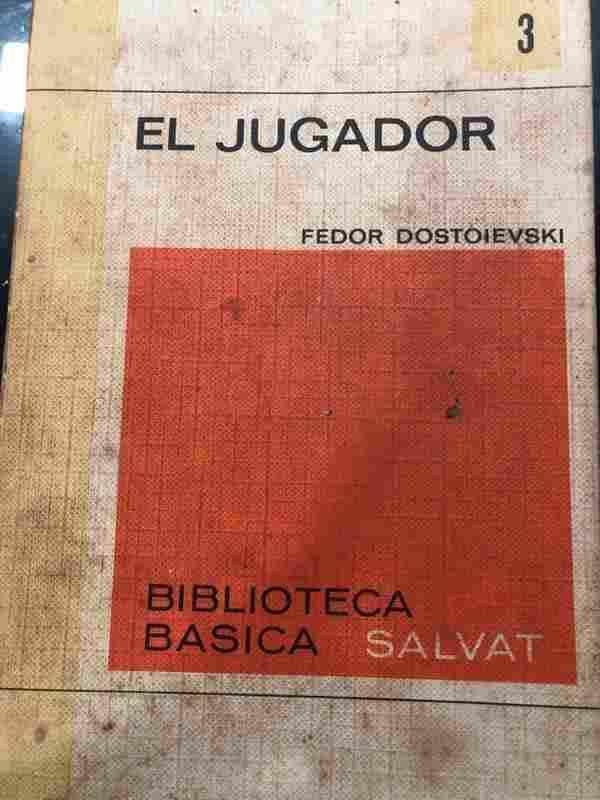 3
EL JUGADOR
FEDOR DOSTOIEVSKI
BIBLIOTECA
BASICA SALVAT